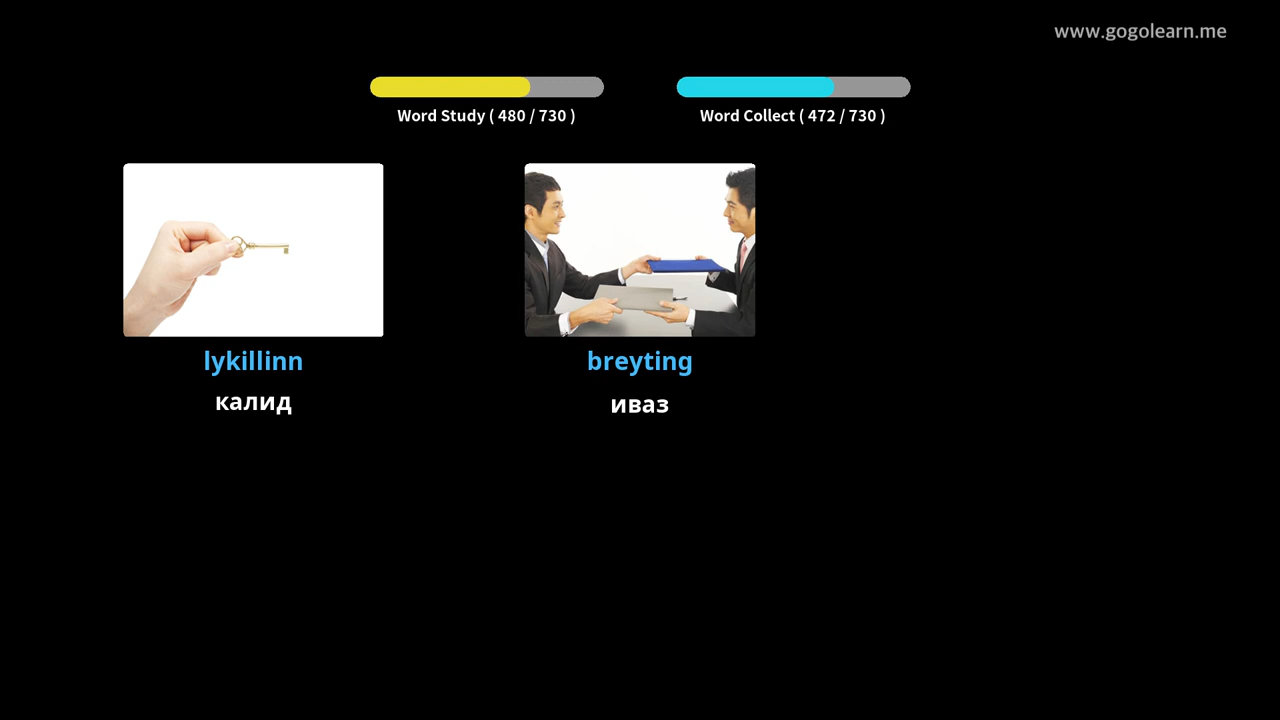 www.gogolearn.me
Word Study ( 480 / 730 )
Word Collect ( 472 / 730 )
lykillinn
breyting
калид
иваз